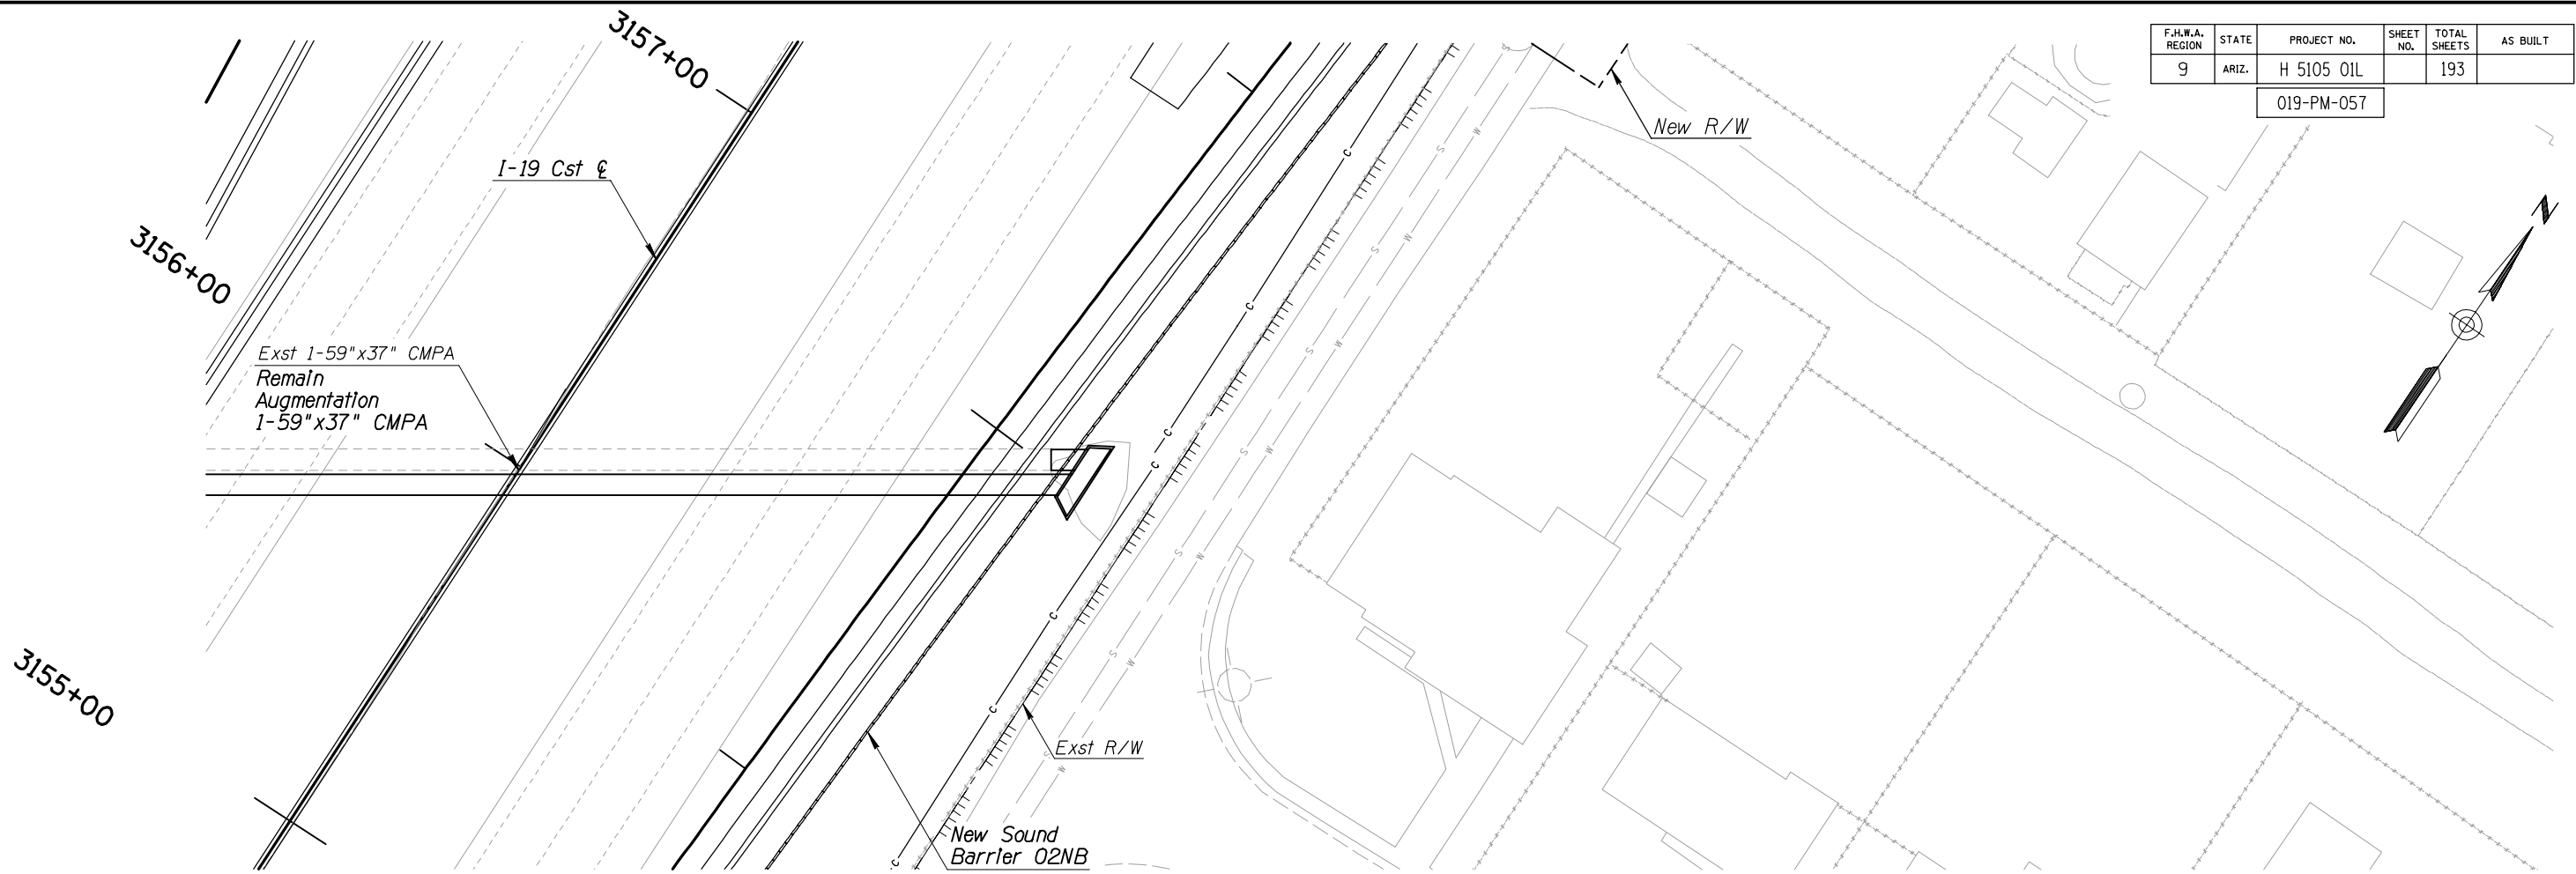 F.H.W.A. REGION STATE PROJECT NO. SHEET NO. TOTAL SHEETS AS BUILT
9 ARIZ. H 5105 01L 193
019-PM-057
3157+00
New R/W
I-19 Cst ℄
N
3156+00
Exst 1-59"x37" CMPA
Remain
Augmentation
1-59"x37" CMPA
3155+00
Exst R/W
New Sound
Barrier 02NB
C
C
C
C
C
C
C
C
S
S
S
S
S
S
S
S
W
W
W
W
W
W
W
W